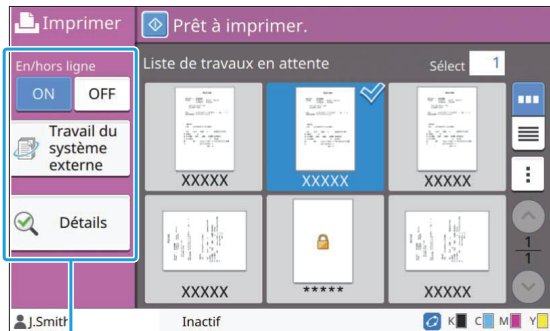 Imprimer
Prêt à imprimer.
En/hors ligne
ON OFF
Travail du
système
externe
Détails
Liste de travaux en attente
Sélect 1
XXXXX XXXXX XXXXX
XXXXX ***** XXXXX
1
1
J.Smith
Inactif
K C M Y